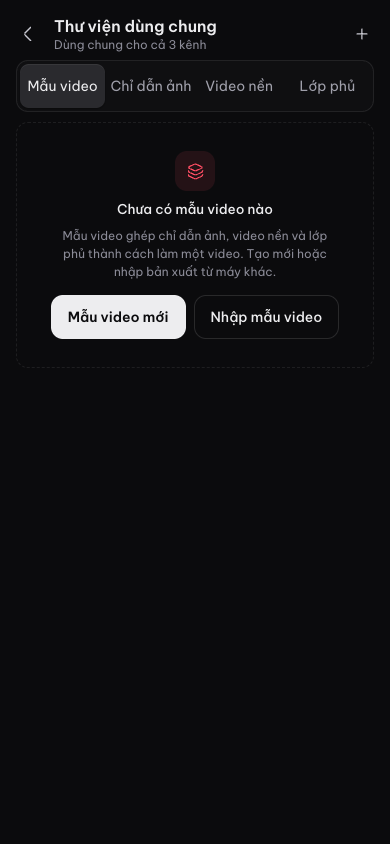 Thư viện dùng chung
Dùng chung cho cả 3 kênh
Mẫu video
Chỉ dẫn ảnh
Video nền
Lớp phủ
Chưa có mẫu video nào
Mẫu video ghép chỉ dẫn ảnh, video nền và lớp
phủ thành cách làm một video. Tạo mới hoặc
nhập bản xuất từ máy khác.
Mẫu video mới
Nhập mẫu video